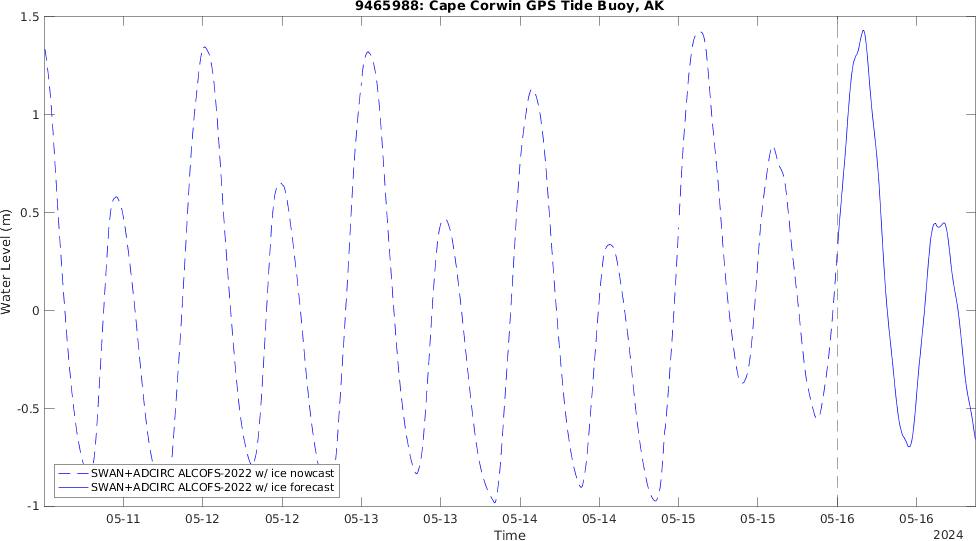 9465988: Cape Corwin GPS Tide Buoy, AK
1.5
1
0.5
0
-0.5
-1
Water Level (m)
SWAN+ADCIRC ALCOFS-2022 w/ ice nowcast
SWAN+ADCIRC ALCOFS-2022 w/ ice forecast
05-11 05-12 05-12 05-13 05-13 05-14 05-14 05-15 05-15 05-16 05-16
Time
2024